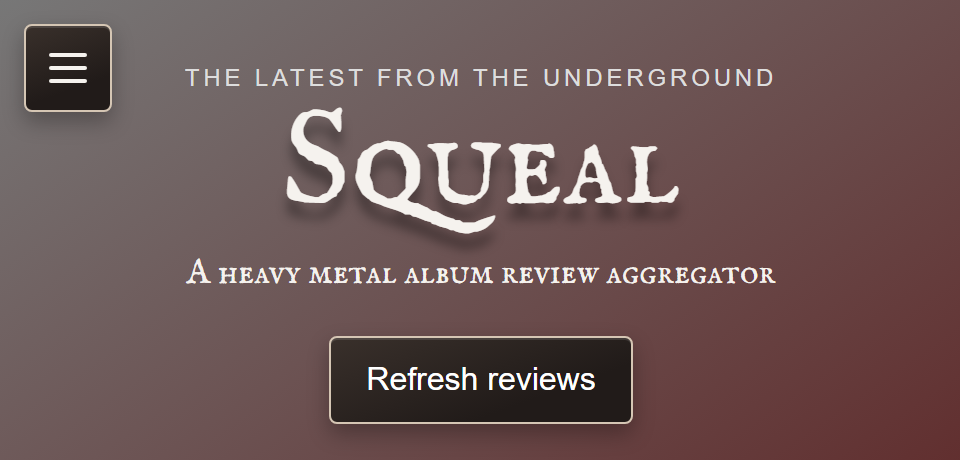 THE LATEST FROM THE UNDERGROUND
Squeal
A heavy metal album review aggregator
Refresh reviews